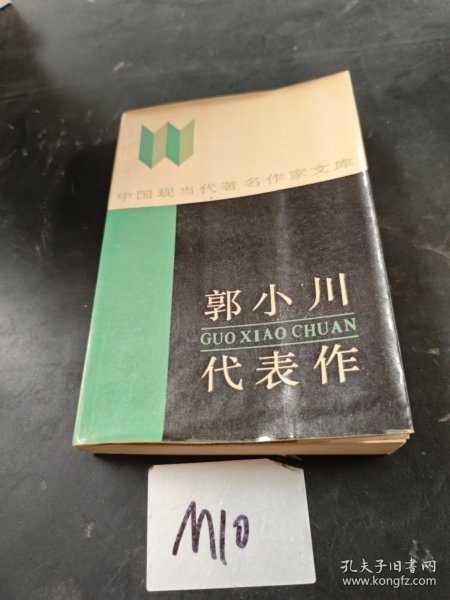 中国现当代著名作家文库
郭小川
GUO XIAO CHUAN
代表作
M10
孔夫子旧书网
www.kongfz.com